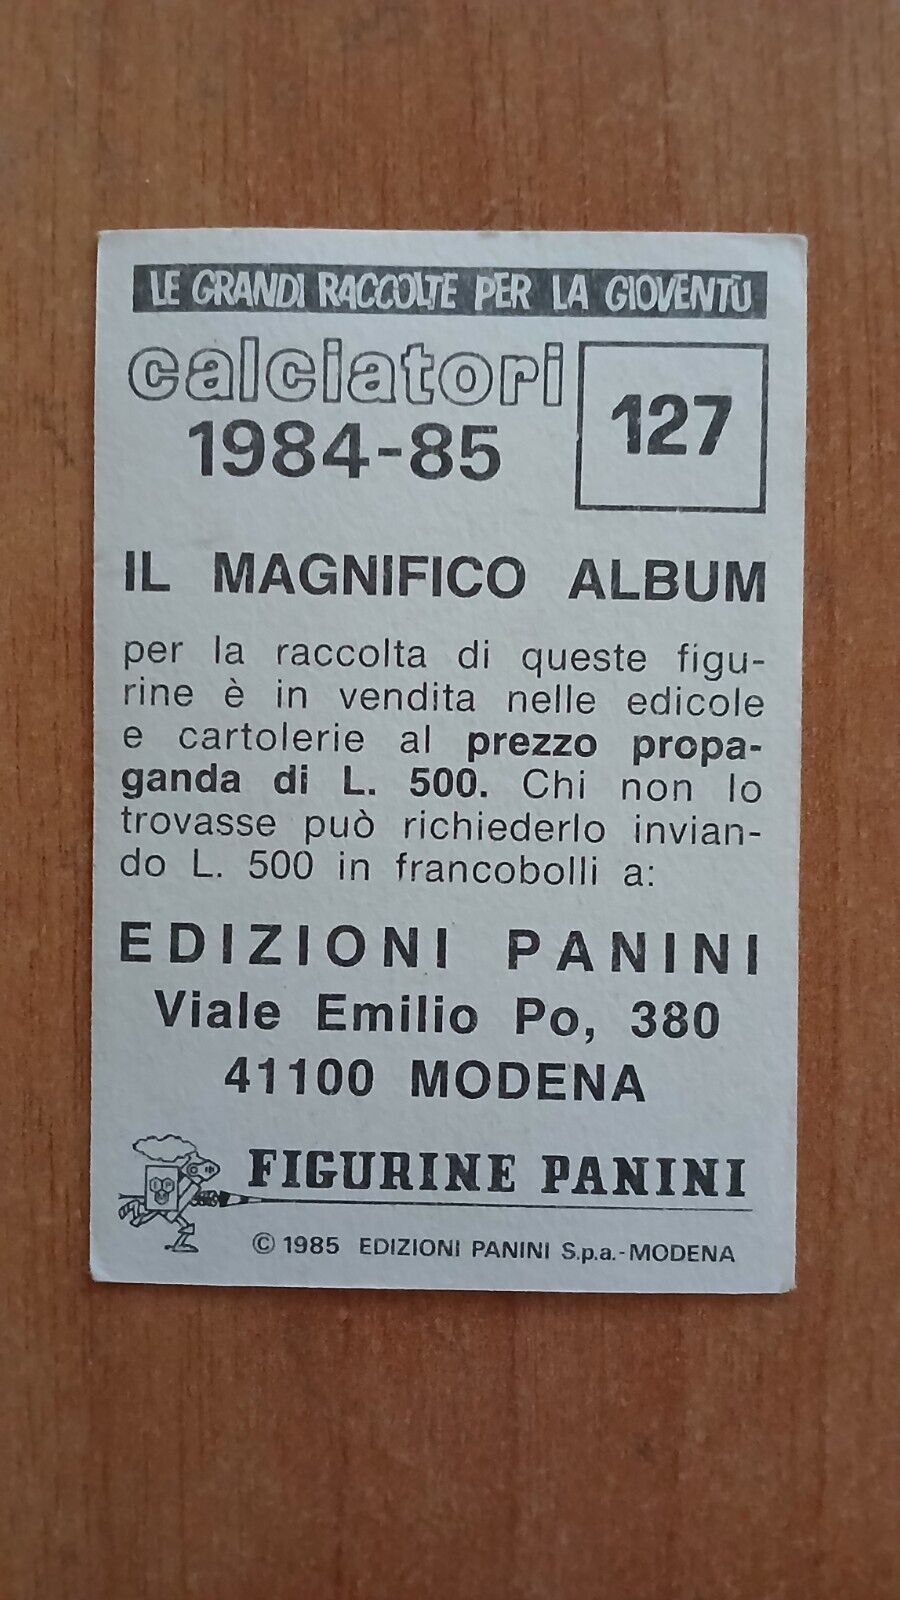 LE GRANDI RACCOLTE PER LA GIOVENTÙ
calciatori
1984-85
127
IL MAGNIFICO ALBUM
per la raccolta di queste figu-
rine è in vendita nelle edicole
e cartolerie al prezzo propa-
ganda di L. 500. Chi non lo
trovasse può richiederlo invian-
do L. 500 in francobolli a:
EDIZIONI PANINI
Viale Emilio Po, 380
41100 MODENA
FIGURINE PANINI
© 1985 EDIZIONI PANINI S.p.a.-MODENA